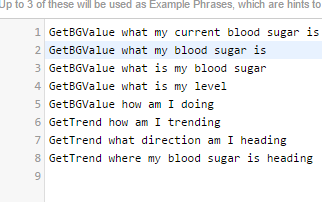 Up to 3 of these will be used as Example Phrases, which are hints to
1 GetBGValue what my current blood sugar is
2 GetBGValue what my blood sugar is
3 GetBGValue what is my blood sugar
4 GetBGValue what is my level
5 GetBGValue how am I doing
6 GetTrend how am I trending
7 GetTrend what direction am I heading
8 GetTrend where my blood sugar is heading
9